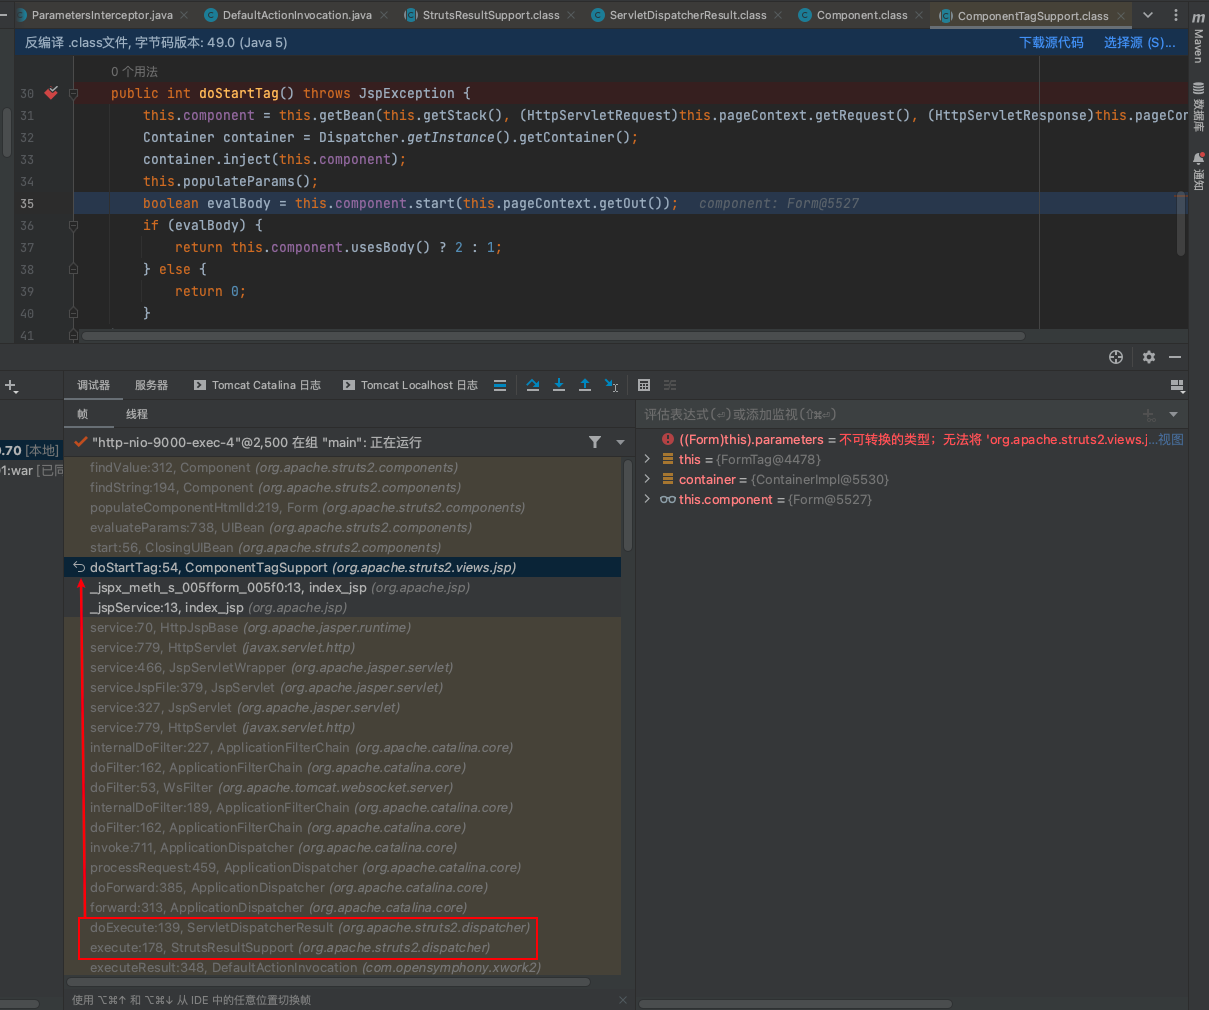 ParametersInterceptor.java
DefaultActionInvocation.java
StrutsResultSupport.class
ServletDispatcherResult.class
Component.class
ComponentTagSupport.class
反编译 .class文件, 字节码版本: 49.0 (Java 5)
下载源代码
选择源 (S)...
m
Maven
数据库
通知
0 个用法
30 public int doStartTag() throws JspException {
31 this.component = this.getBean(this.getStack(), (HttpServletRequest)this.pageContext.getRequest(), (HttpServletResponse)this.pageCon
32 Container container = Dispatcher.getInstance().getContainer();
33 container.inject(this.component);
34 this.populateParams();
35 boolean evalBody = this.component.start(this.pageContext.getOut()); component: Form@5527
36 if (evalBody) {
37 return this.component.usesBody() ? 2 : 1;
38 } else {
39 return 0;
40 }
41
调试器
服务器
Tomcat Catalina 日志
Tomcat Localhost 日志
帧
线程
评估表达式(⏎)或添加监视(⇧⌘⏎)
"http-nio-9000-exec-4"@2,500 在组 "main": 正在运行
((Form)this).parameters = 不可转换的类型；无法将 'org.apache.struts2.views.j...视图
this = {FormTag@4478}
container = {ContainerImpl@5530}
this.component = {Form@5527}
.70 [本地]
1:war [已同
findValue:312, Component (org.apache.struts2.components)
findString:194, Component (org.apache.struts2.components)
populateComponentHtmlId:219, Form (org.apache.struts2.components)
evaluateParams:738, UIBean (org.apache.struts2.components)
start:56, ClosingUIBean (org.apache.struts2.components)
doStartTag:54, ComponentTagSupport (org.apache.struts2.views.jsp)
_jspx_meth_s_005fform_005f0:13, index_jsp (org.apache.jsp)
_jspService:13, index_jsp (org.apache.jsp)
service:70, HttpJspBase (org.apache.jasper.runtime)
service:779, HttpServlet (javax.servlet.http)
service:466, JspServletWrapper (org.apache.jasper.servlet)
serviceJspFile:379, JspServlet (org.apache.jasper.servlet)
service:327, JspServlet (org.apache.jasper.servlet)
service:779, HttpServlet (javax.servlet.http)
internalDoFilter:227, ApplicationFilterChain (org.apache.catalina.core)
doFilter:162, ApplicationFilterChain (org.apache.catalina.core)
doFilter:53, WsFilter (org.apache.tomcat.websocket.server)
internalDoFilter:189, ApplicationFilterChain (org.apache.catalina.core)
doFilter:162, ApplicationFilterChain (org.apache.catalina.core)
invoke:711, ApplicationDispatcher (org.apache.catalina.core)
processRequest:459, ApplicationDispatcher (org.apache.catalina.core)
doForward:385, ApplicationDispatcher (org.apache.catalina.core)
forward:313, ApplicationDispatcher (org.apache.catalina.core)
doExecute:139, ServletDispatcherResult (org.apache.struts2.dispatcher)
execute:178, StrutsResultSupport (org.apache.struts2.dispatcher)
executeResult:348, DefaultActionInvocation (com.opensymphony.xwork2)
使用 ⌥⌘↑ 和 ⌥⌘↓ 从 IDE 中的任意位置切换帧